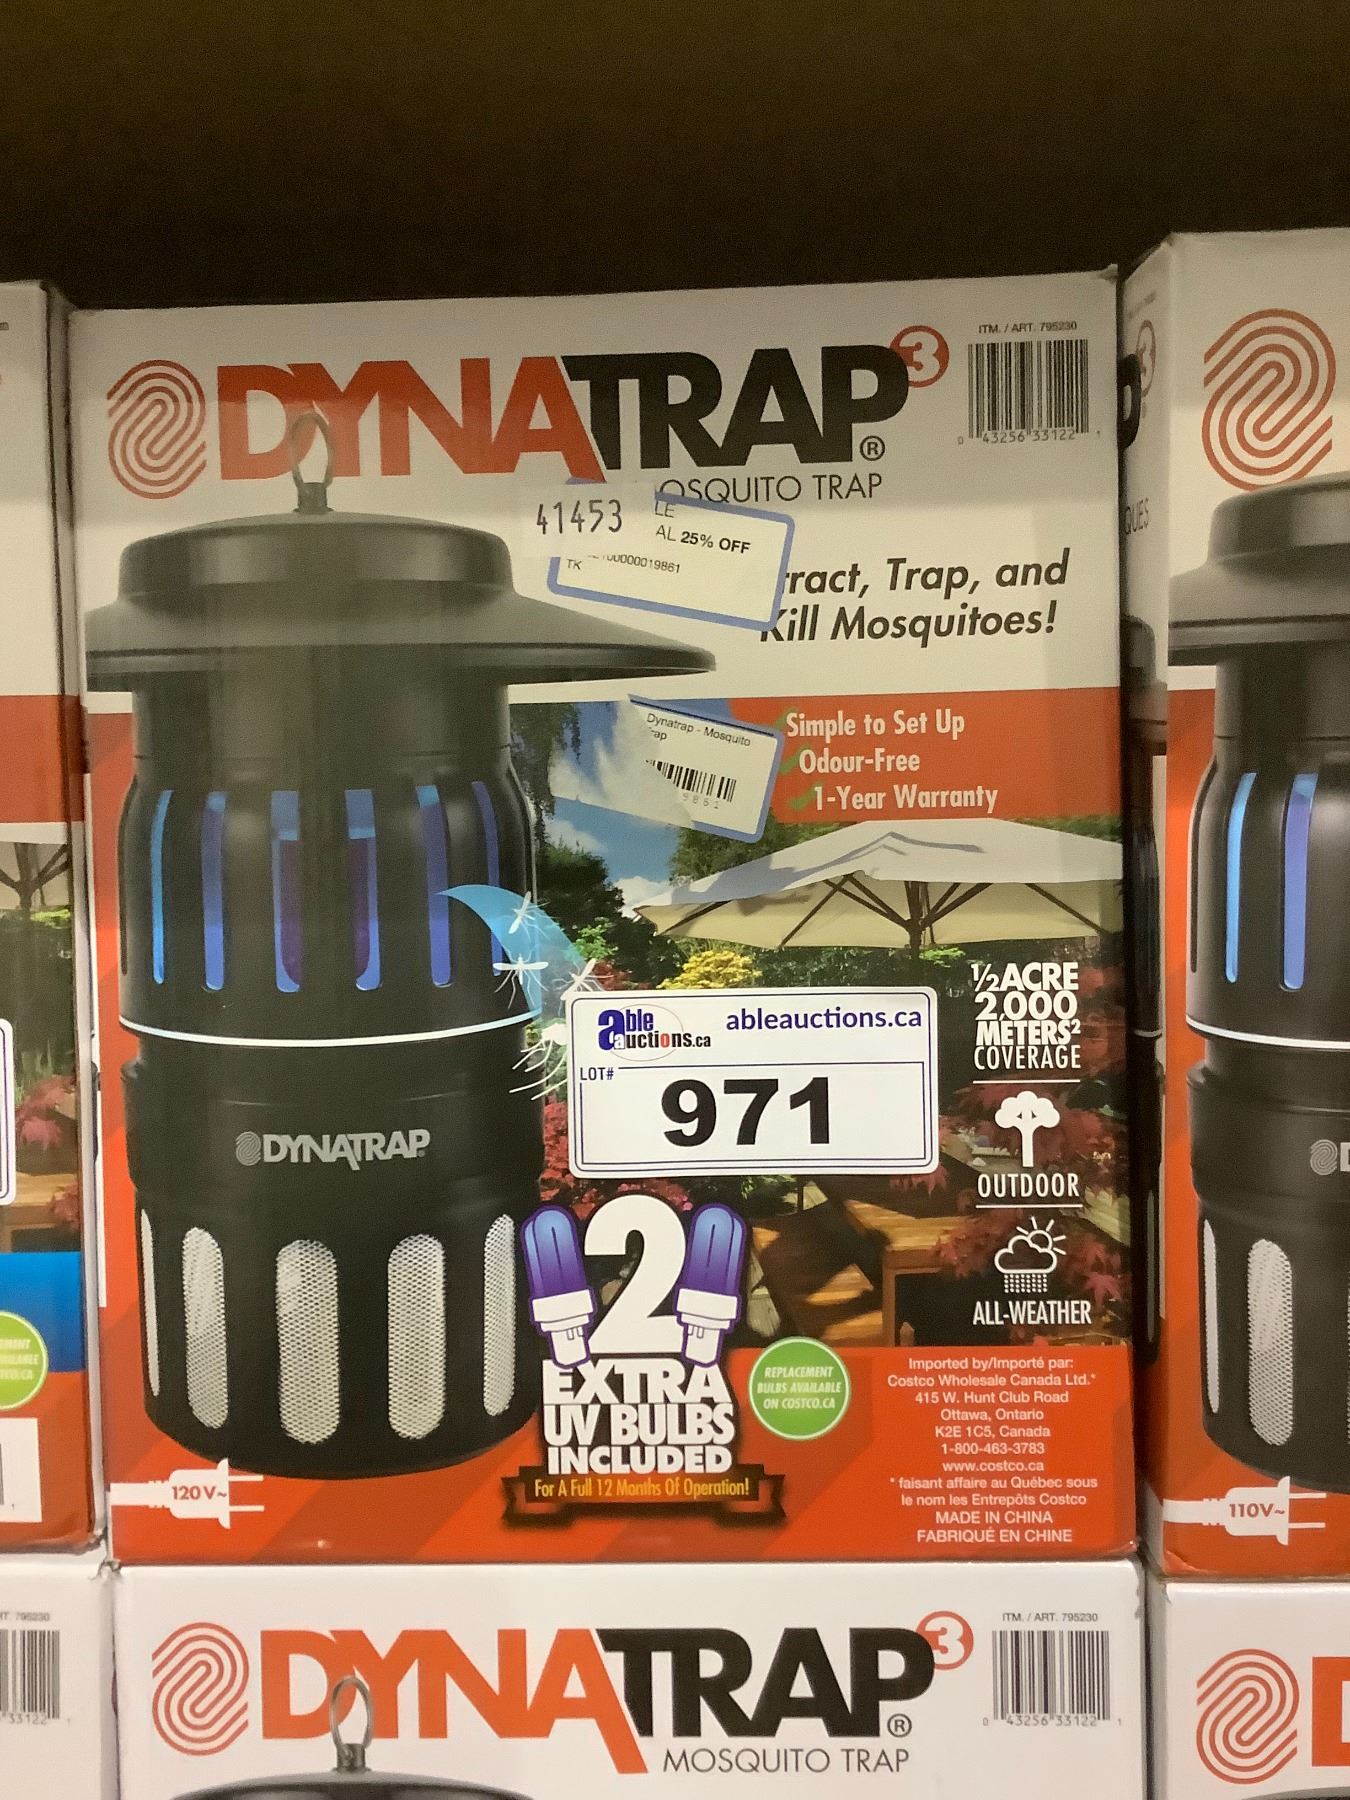 DYNATRAP®3
ITM. / ART. 795230
0 43256 33122 1
OSQUITO TRAP
41453
LE
AL 25% OFF
00000019861
TK
ract, Trap, and
Kill Mosquitoes!
Dynatrap - Mosquito
rap
9861
Simple to Set Up
Odour-Free
1-Year Warranty
½ ACRE
2,000
METERS²
COVERAGE
able auctions.ca
ableauctions.ca
LOT#
971
DYNATRAP
OUTDOOR
ALL-WEATHER
2
EXTRA
UV BULBS
INCLUDED
For A Full 12 Months Of Operation!
REPLACEMENT
BULBS AVAILABLE
ON COSTCO.CA
120V~
Imported by/Importé par:
Costco Wholesale Canada Ltd.*
415 W. Hunt Club Road
Ottawa, Ontario
K2E 1C5, Canada
1-800-463-3783
www.costco.ca
* faisant affaire au Québec sous
le nom les Entrepôts Costco
MADE IN CHINA
FABRIQUÉ EN CHINE
110V~
DYNATRAP®3
ITM. / ART. 795230
0 43256 33122 1
MOSQUITO TRAP